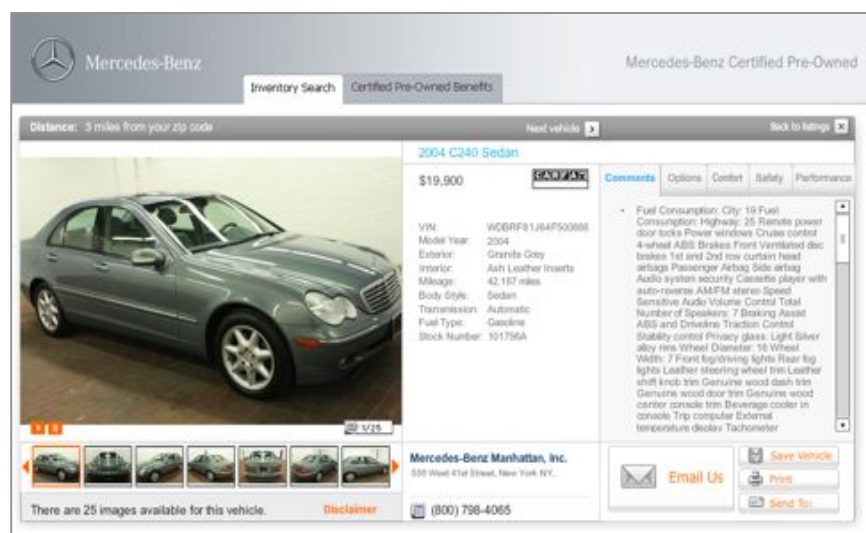 Mercedes-Benz
Mercedes-Benz Certified Pre-Owned
Inventory Search
Certified Pre-Owned Benefits
Distance: 3 miles from your zip code
Next vehicle
Back to listings
2004 C240 Sedan
$19,900
CARFAX
Comments
Options
Comfort
Safety
Performance
VIN:
Model Year: 2004
Exterior: Granite Grey
Interior: Ash Leather Inserts
Mileage: 42,167 miles
Body Style: Sedan
Transmission: Automatic
Fuel Type: Gasoline
Stock Number: 101756A
• Fuel Consumption: City: 19 Fuel
Consumption: Highway: 25 Remote power
door locks Power windows Cruise control
4-wheel ABS Brakes Front Ventilated disc
brakes 1st and 2nd row curtain head
airbags Passenger Airbag Side airbag
Audio system security Cassette player with
auto-reverse AM/FM stereo Speed
Sensitive Audio Volume Control Total
Number of Speakers: 7 Braking Assist
ABS and Driveline Traction Control
Stability control Privacy glass: Light Silver
alloy rims Wheel Diameter: 16 Wheel
Width: 7 Front fog/driving lights Rear fog
lights Leather steering wheel trim Leather
shift knob trim Genuine wood dash trim
Genuine wood door trim Genuine wood
center console trim Beverage cooler in
console Trip computer External
temperature display Tachometer
1/25
There are 25 images available for this vehicle.
Disclaimer
Mercedes-Benz Manhattan, Inc.
West 41st Street, New York NY,
(800) 798-4065
Email Us
Save Vehicle
Print
Send To: